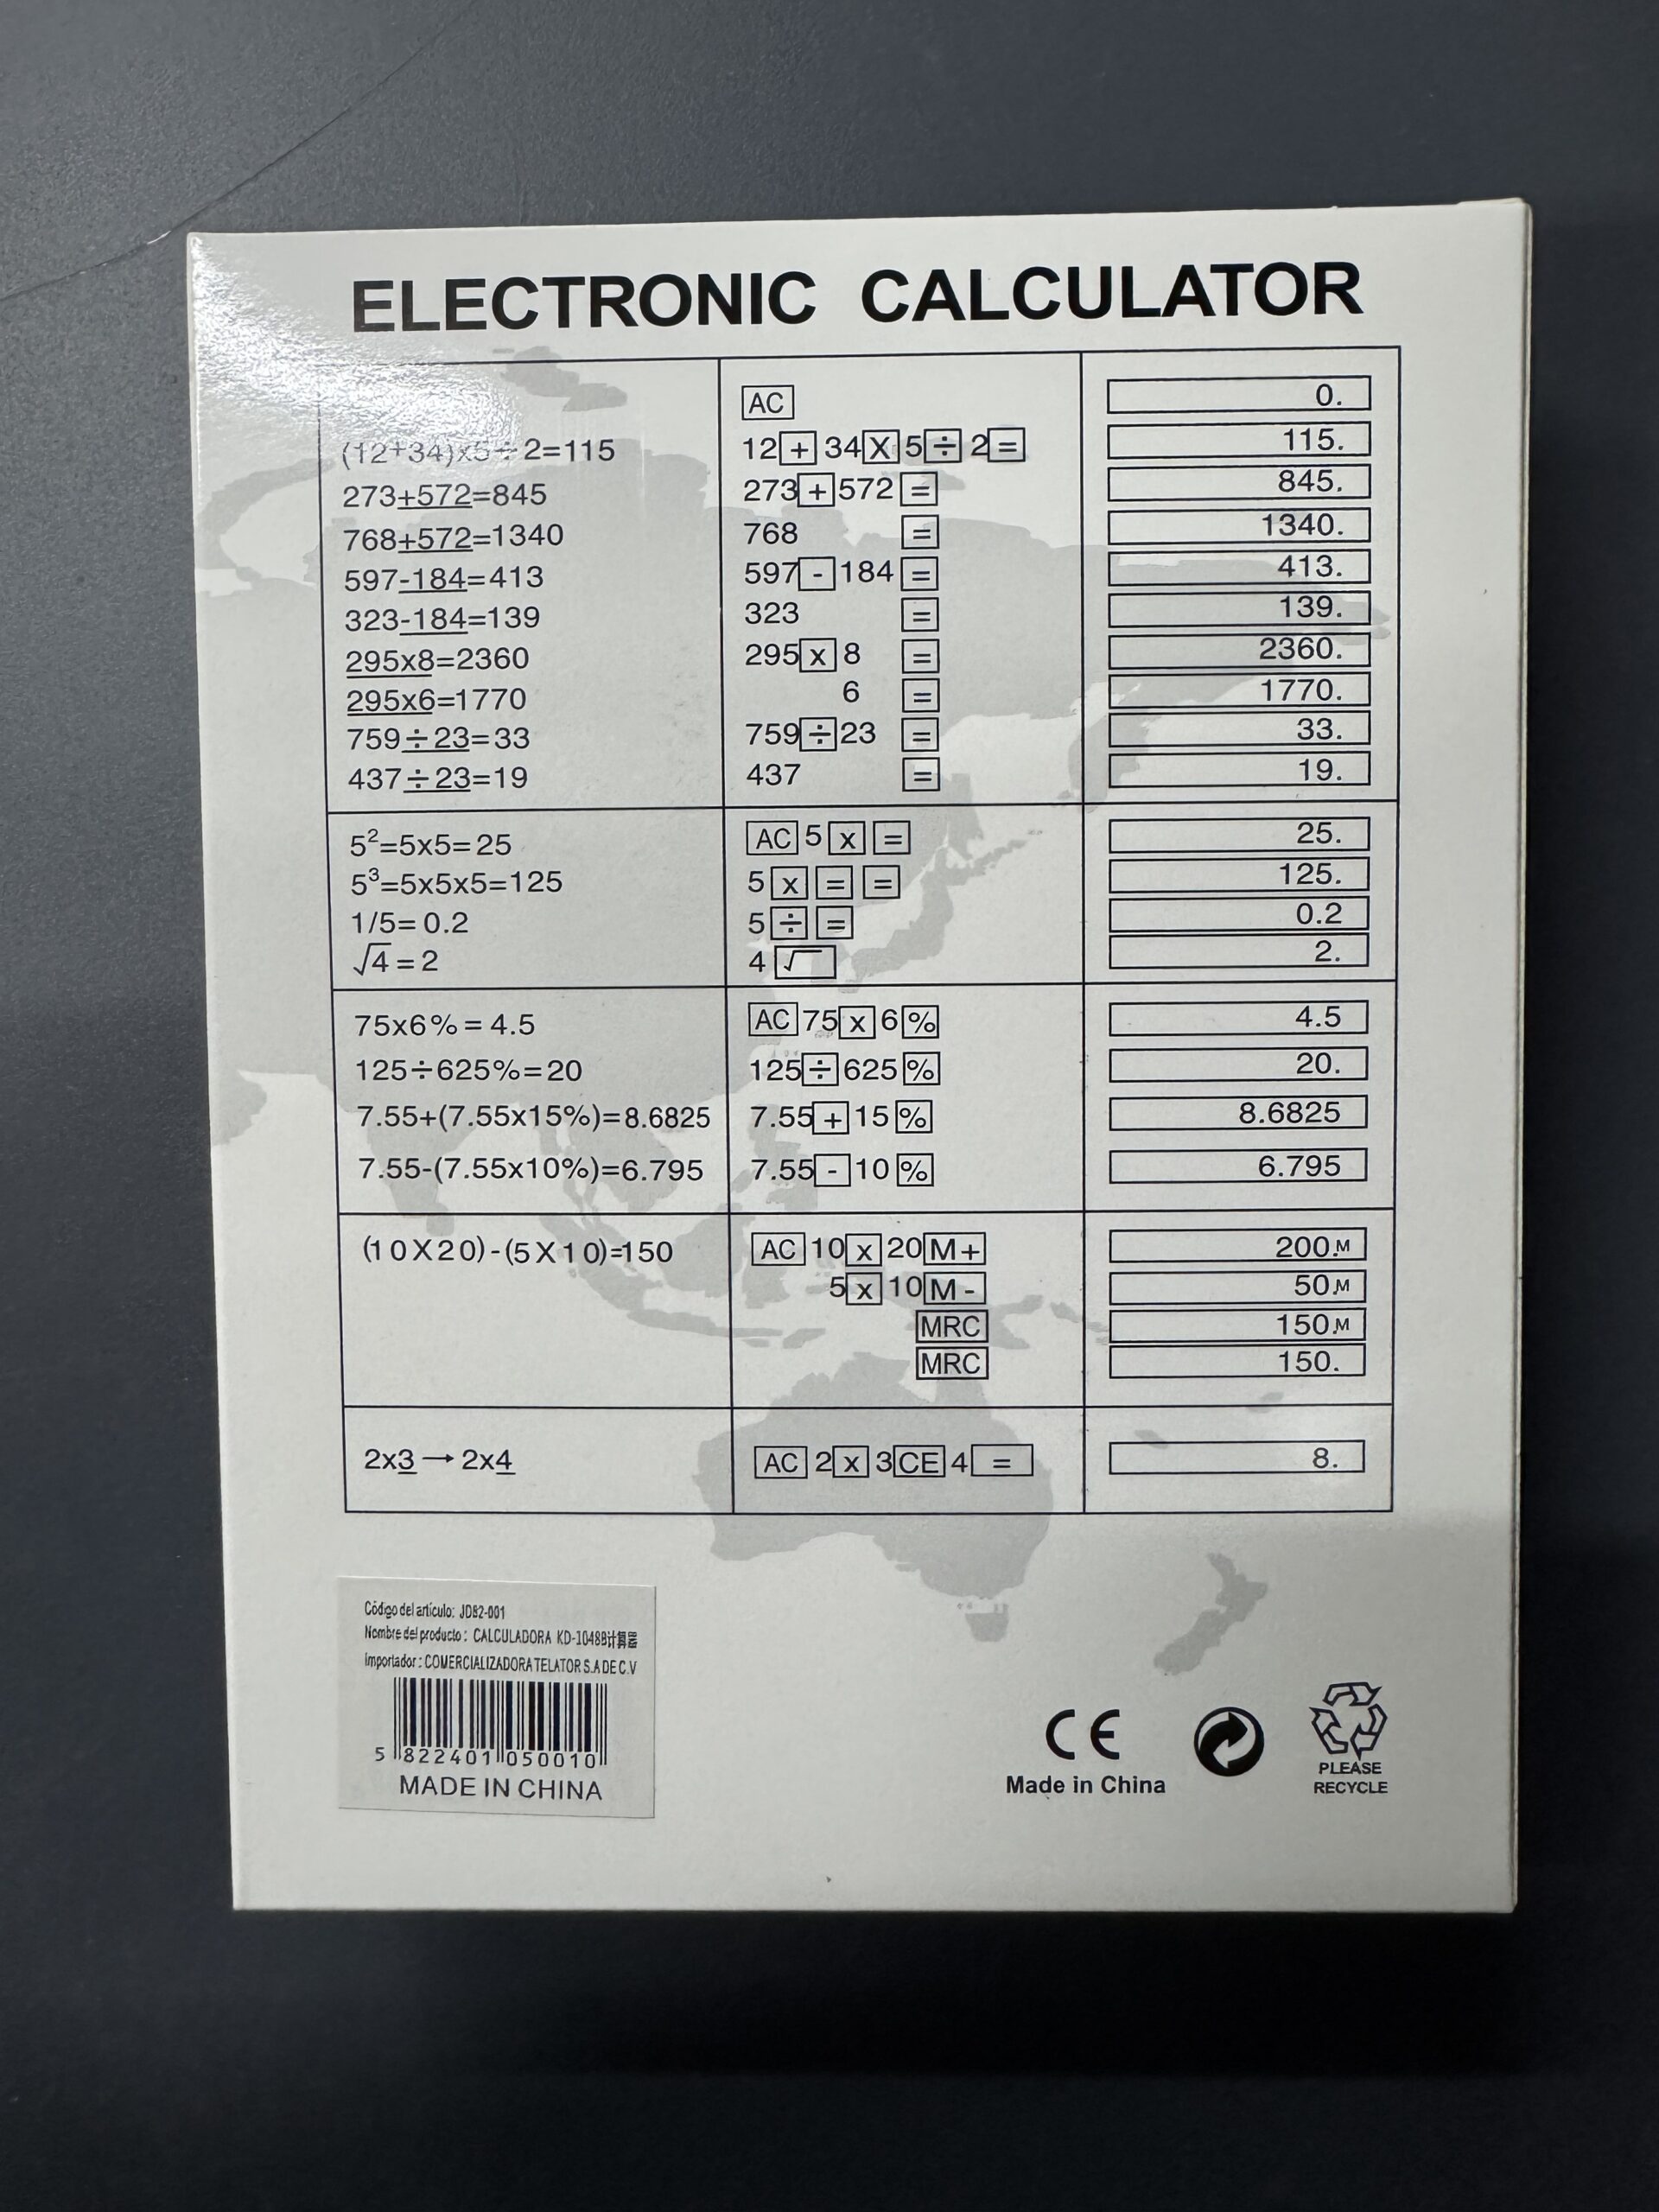 ELECTRONIC CALCULATOR
AC 0.
(12+34)x5÷2=115 12 + 34 X 5 ÷ 2 = 115.
273+572=845 273 + 572 = 845.
768+572=1340 768 = 1340.
597-184=413 597 - 184 = 413.
323-184=139 323 = 139.
295x8=2360 295 x 8 = 2360.
295x6=1770 6 = 1770.
759÷23=33 759 ÷ 23 = 33.
437÷23=19 437 = 19.
5²=5x5=25 AC 5 x = 25.
5³=5x5x5=125 5 x = = 125.
1/5=0.2 5 ÷ = 0.2
√4=2 4 √ 2.
75x6%=4.5 AC 75 x 6 % 4.5
125÷625%=20 125 ÷ 625 % 20.
7.55+(7.55x15%)=8.6825 7.55 + 15 % 8.6825
7.55-(7.55x10%)=6.795 7.55 - 10 % 6.795
(10X20)-(5X10)=150 AC 10 x 20 M+ 200.M
5 x 10 M- 50.M
MRC 150.M
MRC 150.
2x3→2x4 AC 2 x 3 CE 4 = 8.
Código del artículo: JD82-001
Nombre del producto: CALCULADORA KD-1048B计算器
importador: COMERCIALIZADORA TELATOR S.A DE C.V
5 822401 050010
MADE IN CHINA
CE
Made in China
PLEASE
RECYCLE